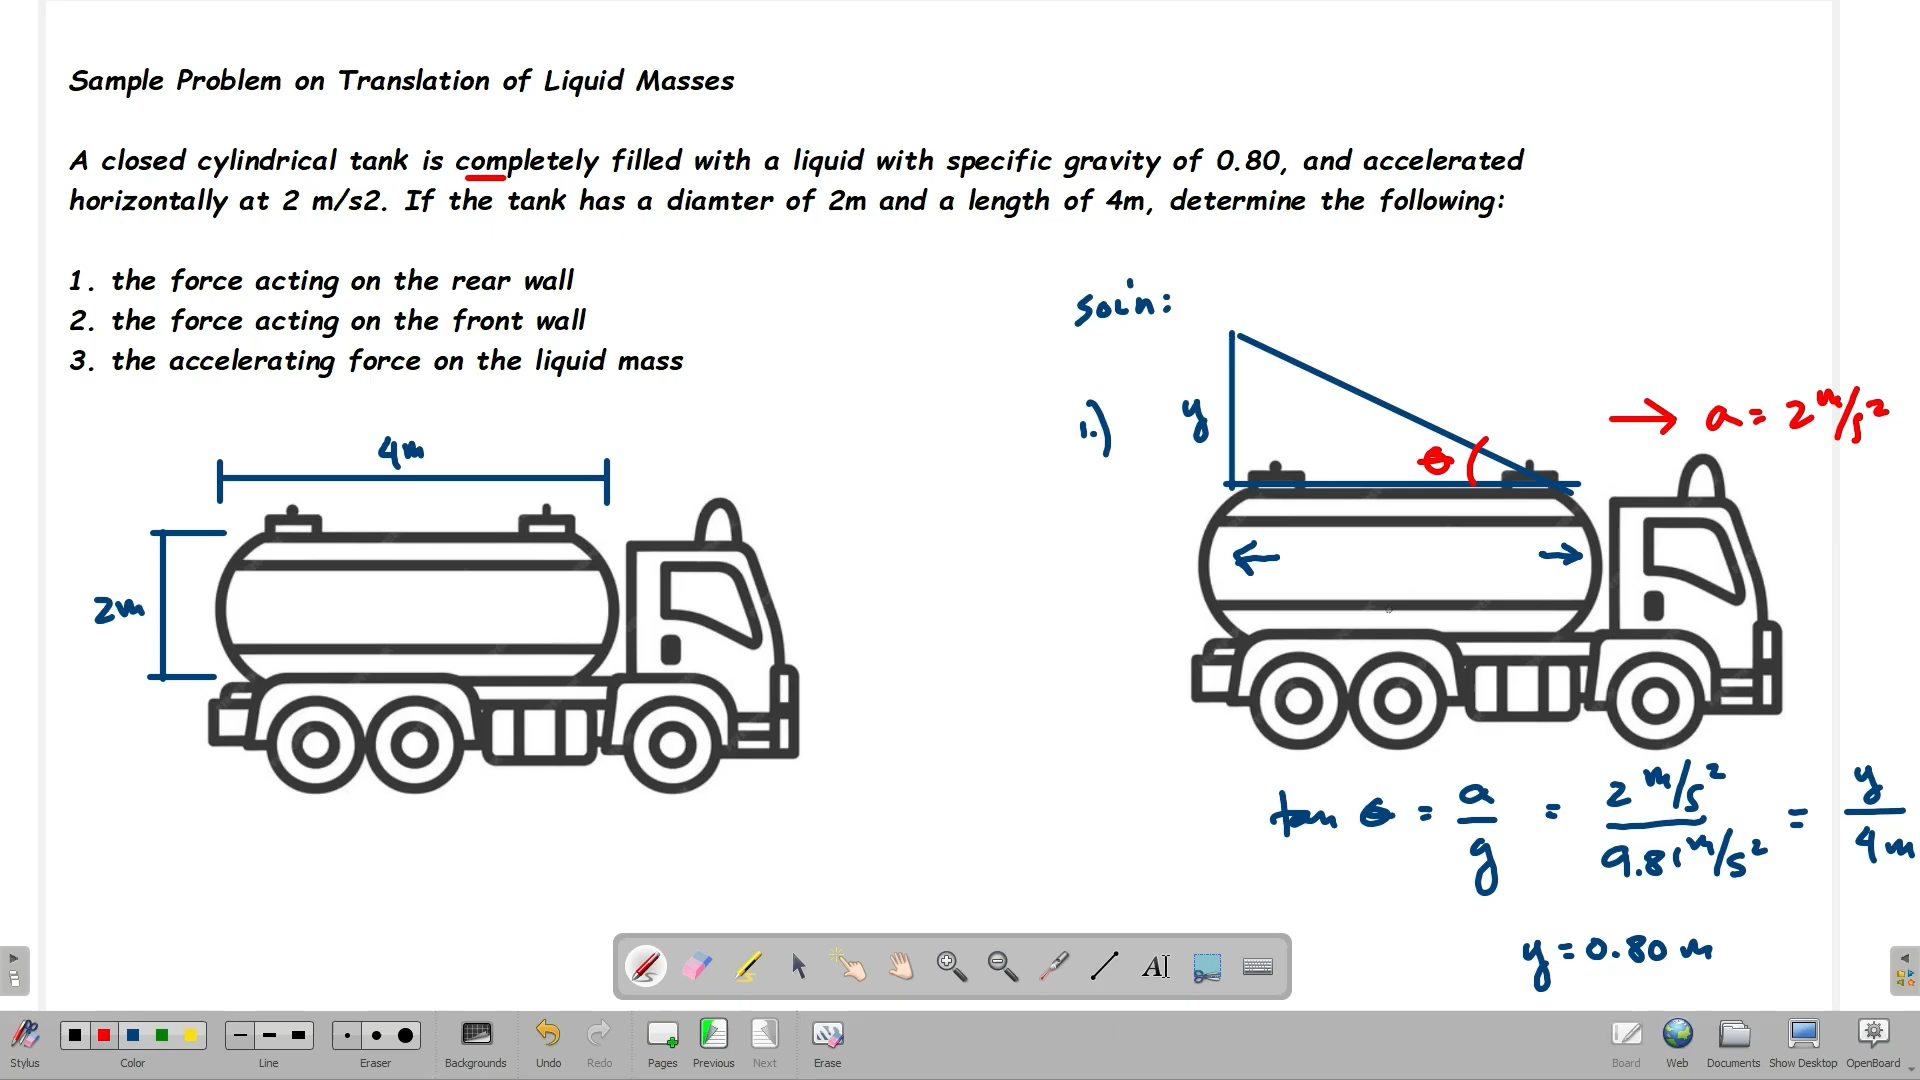 Sample Problem on Translation of Liquid Masses
A closed cylindrical tank is completely filled with a liquid with specific gravity of 0.80, and accelerated
horizontally at 2 m/s2. If the tank has a diamter of 2m and a length of 4m, determine the following:
1. the force acting on the rear wall
2. the force acting on the front wall
3. the accelerating force on the liquid mass
4m
2m
sol'n:
1.)
y
θ
→ a = 2 m/s²
tan θ = a/g = 2 m/s² / 9.81 m/s² = y / 4m
y = 0.80 m
AI
Stylus
Color
Line
Eraser
Backgrounds
Undo
Redo
Pages
Previous
Next
Erase
Board
Web
Documents
Show Desktop
OpenBoard